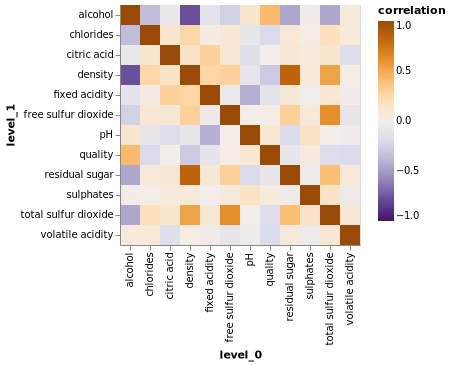 correlation
alcohol
chlorides
citric acid
density
fixed acidity
free sulfur dioxide
pH
quality
residual sugar
sulphates
total sulfur dioxide
volatile acidity
level_1
1.0
0.5
0.0
−0.5
−1.0
alcohol
chlorides
citric acid
density
fixed acidity
free sulfur dioxide
pH
quality
residual sugar
sulphates
total sulfur dioxide
volatile acidity
level_0